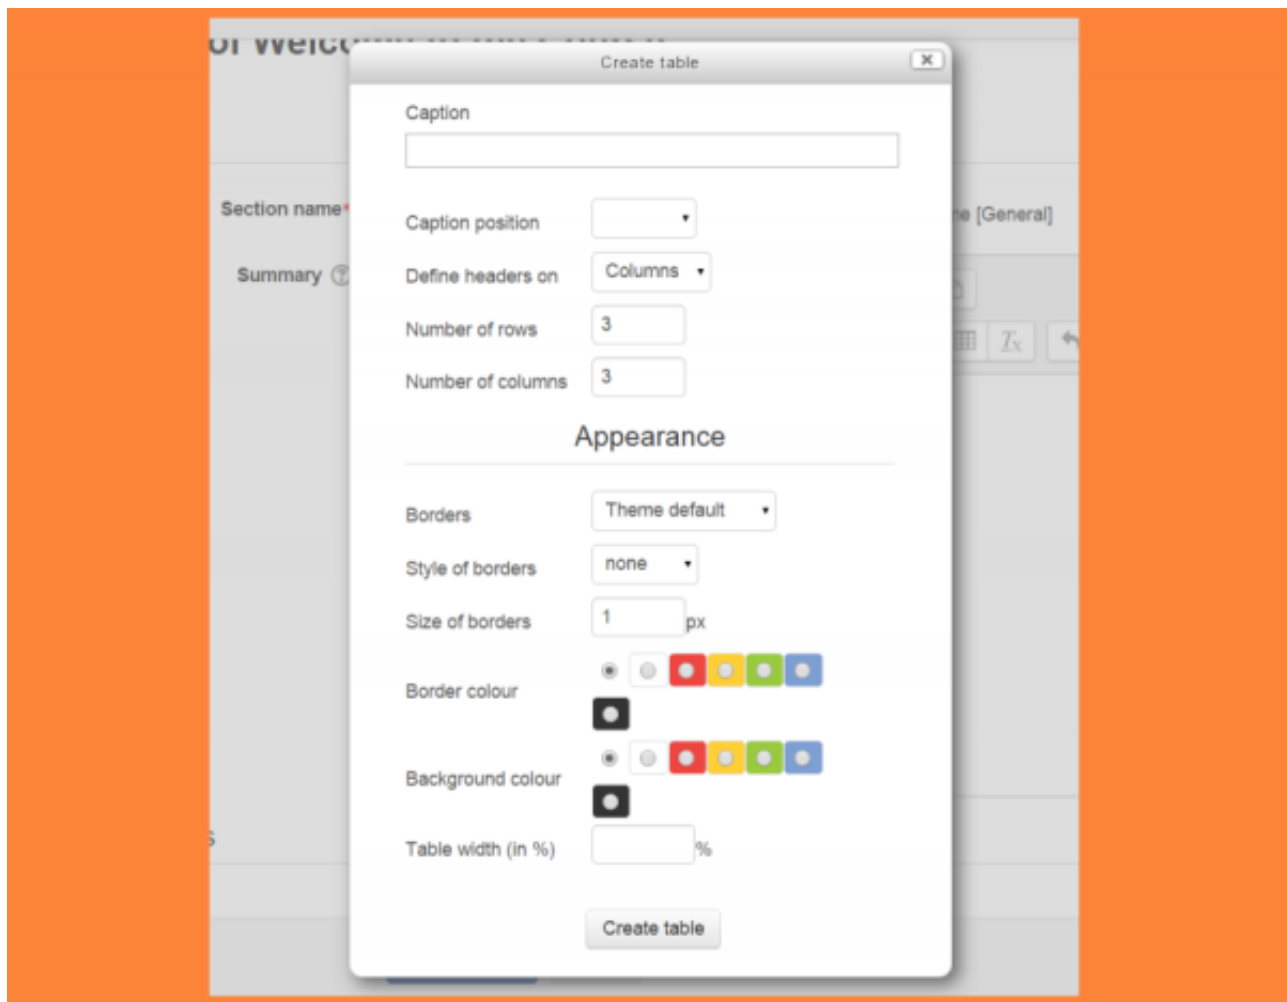 Create table
Caption
Section name*
Caption position
[General]
Summary
Define headers on Columns
Number of rows 3
Number of columns 3
Appearance
Borders Theme default
Style of borders none
Size of borders 1 px
Border colour
Background colour
Table width (in %) %
Create table